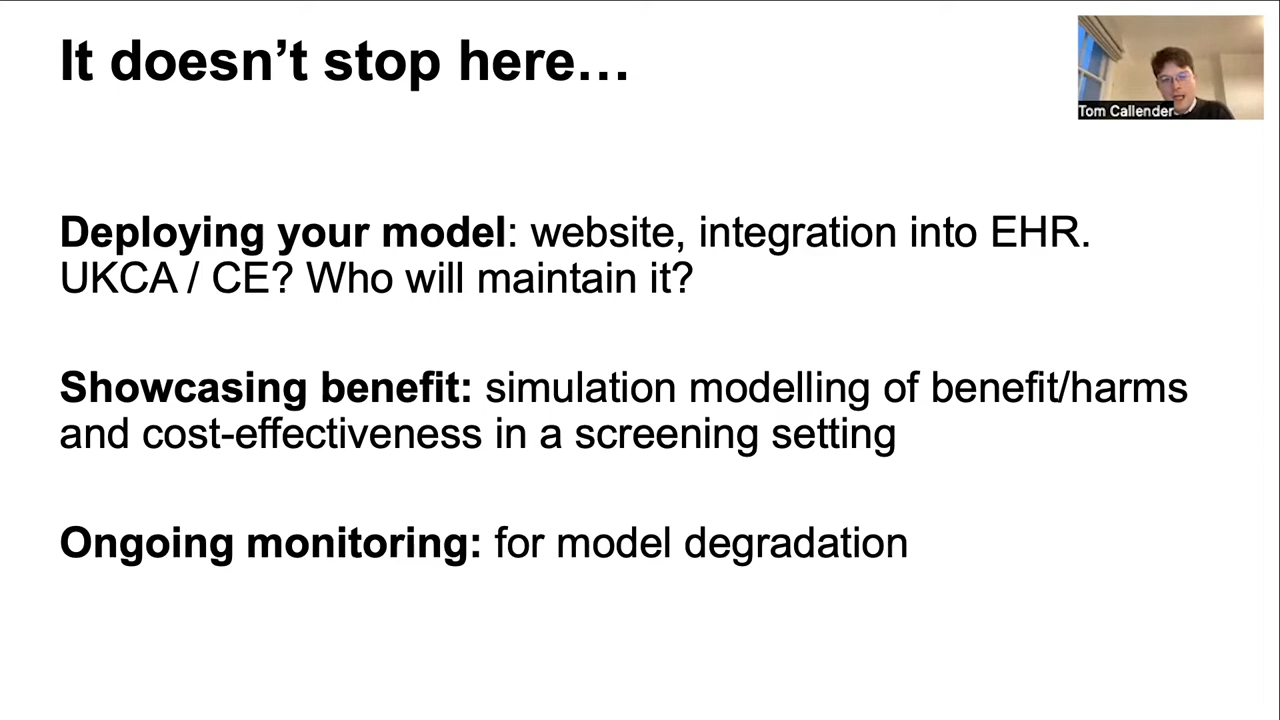 It doesn’t stop here…
Tom Callender
Deploying your model: website, integration into EHR.
UKCA / CE? Who will maintain it?
Showcasing benefit: simulation modelling of benefit/harms
and cost-effectiveness in a screening setting
Ongoing monitoring: for model degradation